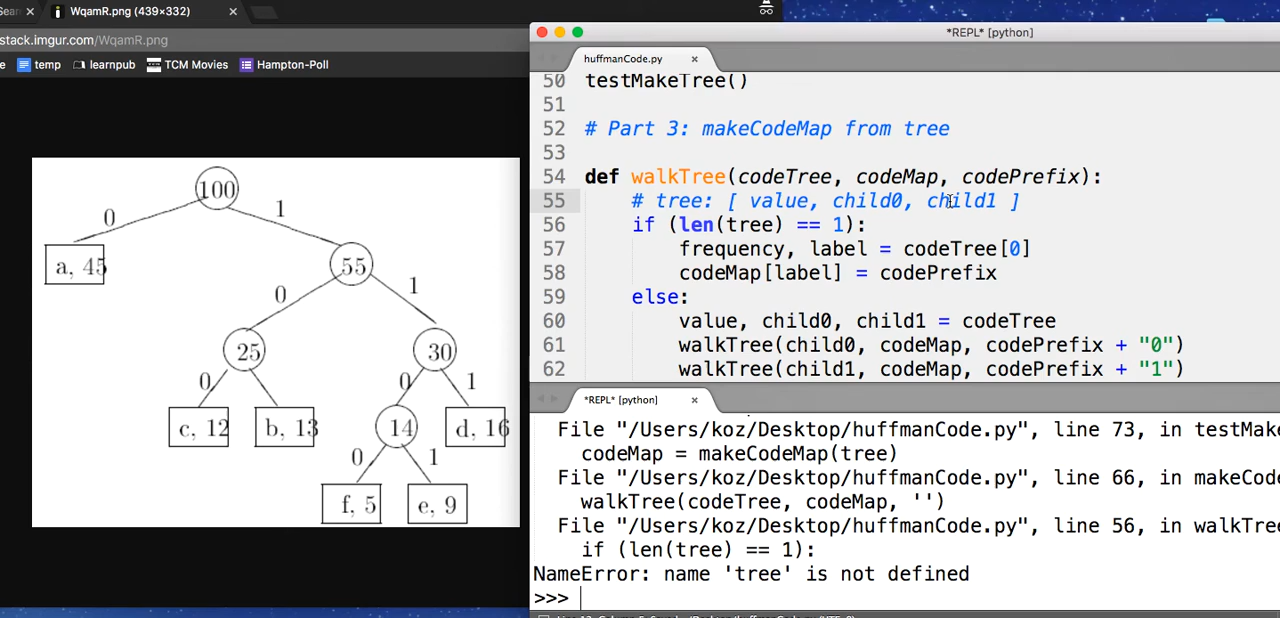 WqamR.png (439×332)
stack.imgur.com/WqamR.png
temp learnpub TCM Movies Hampton-Poll
100
0 1
a, 45 55
0 1
25 30
0 0 1
c, 12 b, 13 14 d, 16
0 1
f, 5 e, 9
*REPL* [python]
huffmanCode.py
50 testMakeTree()
51
52 # Part 3: makeCodeMap from tree
53
54 def walkTree(codeTree, codeMap, codePrefix):
55 # tree: [ value, child0, child1 ]
56 if (len(tree) == 1):
57 frequency, label = codeTree[0]
58 codeMap[label] = codePrefix
59 else:
60 value, child0, child1 = codeTree
61 walkTree(child0, codeMap, codePrefix + "0")
62 walkTree(child1, codeMap, codePrefix + "1")
*REPL* [python]
File "/Users/koz/Desktop/huffmanCode.py", line 73, in testMake
codeMap = makeCodeMap(tree)
File "/Users/koz/Desktop/huffmanCode.py", line 66, in makeCode
walkTree(codeTree, codeMap, '')
File "/Users/koz/Desktop/huffmanCode.py", line 56, in walkTree
if (len(tree) == 1):
NameError: name 'tree' is not defined
>>>